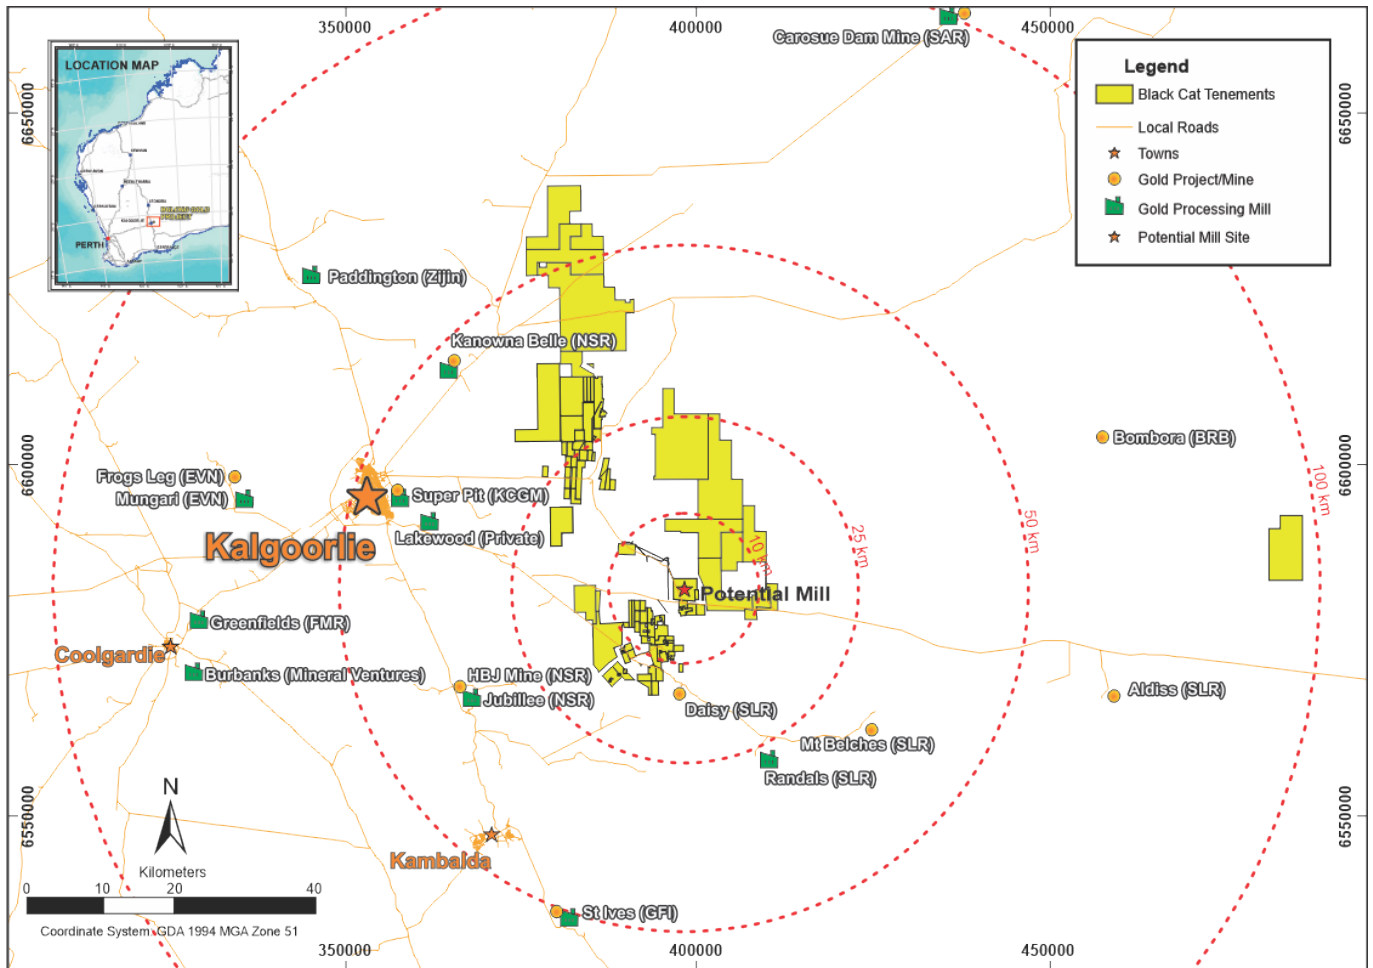 350000
400000
450000
Carosue Dam Mine (SAR)
LOCATION MAP
PERTH
Legend
Black Cat Tenements
Local Roads
Towns
Gold Project/Mine
Gold Processing Mill
Potential Mill Site
6650000
6650000
Paddington (Zijin)
Kanowna Belle (NSR)
Bombora (BRB)
6600000
6600000
100 km
Frogs Leg (EVN)
Mungari (EVN)
Super Pit (KCGM)
Lakewood (Private)
Kalgoorlie
10 km
25 km
50 km
Potential Mill
Greenfields (FMR)
Coolgardie
Burbanks (Mineral Ventures)
HBJ Mine (NSR)
Jubillee (NSR)
Daisy (SLR)
Aldiss (SLR)
Mt Belches (SLR)
Randals (SLR)
6550000
6550000
N
Kilometers
0 10 20 40
Coordinate System: GDA 1994 MGA Zone 51
Kambalda
St Ives (GFI)
350000
400000
450000